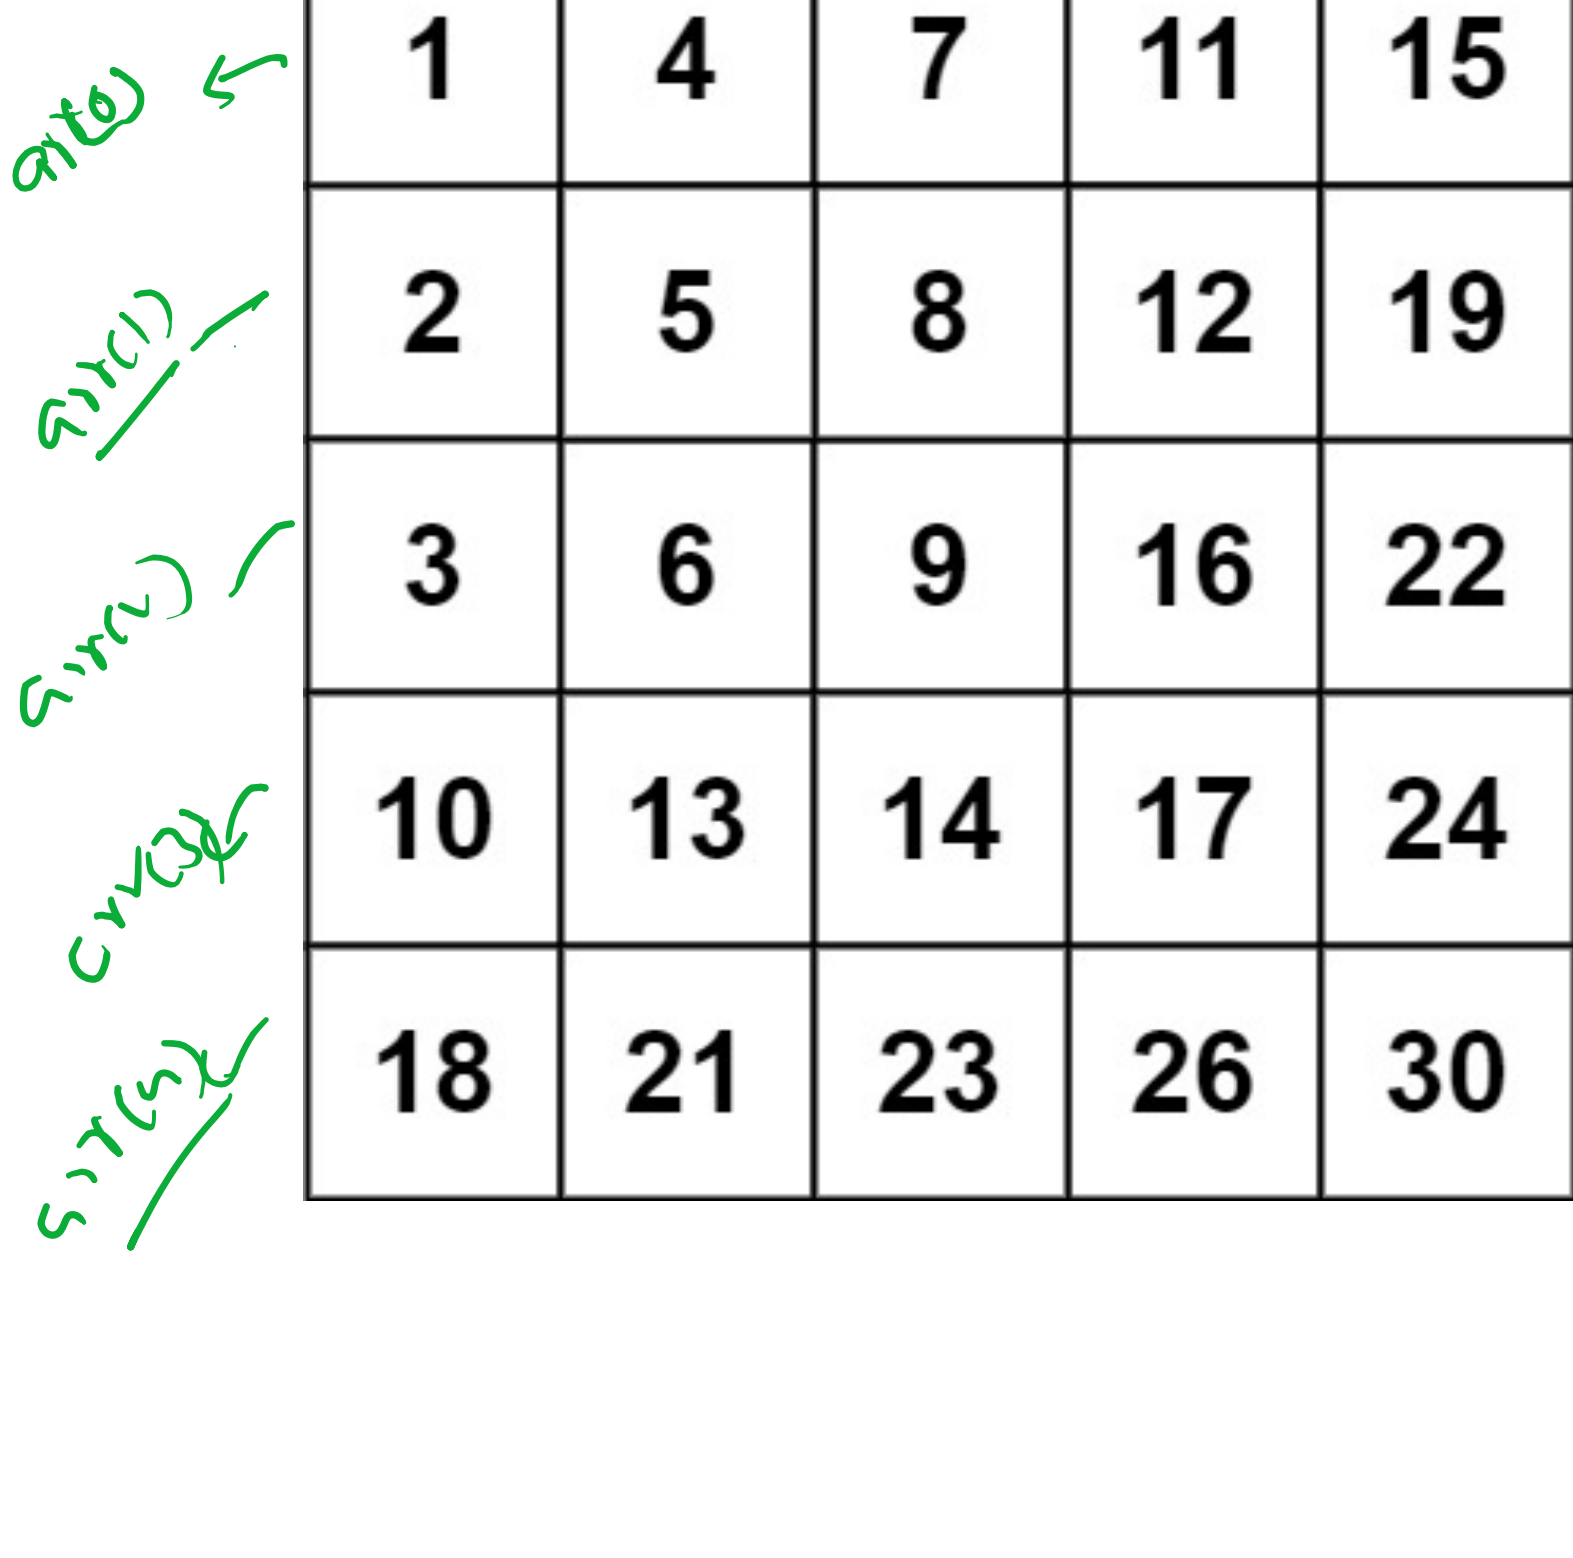 arr(0) 1 4 7 11 15
arr(1) 2 5 8 12 19
arr(2) 3 6 9 16 22
arr(3) 10 13 14 17 24
arr(4) 18 21 23 26 30